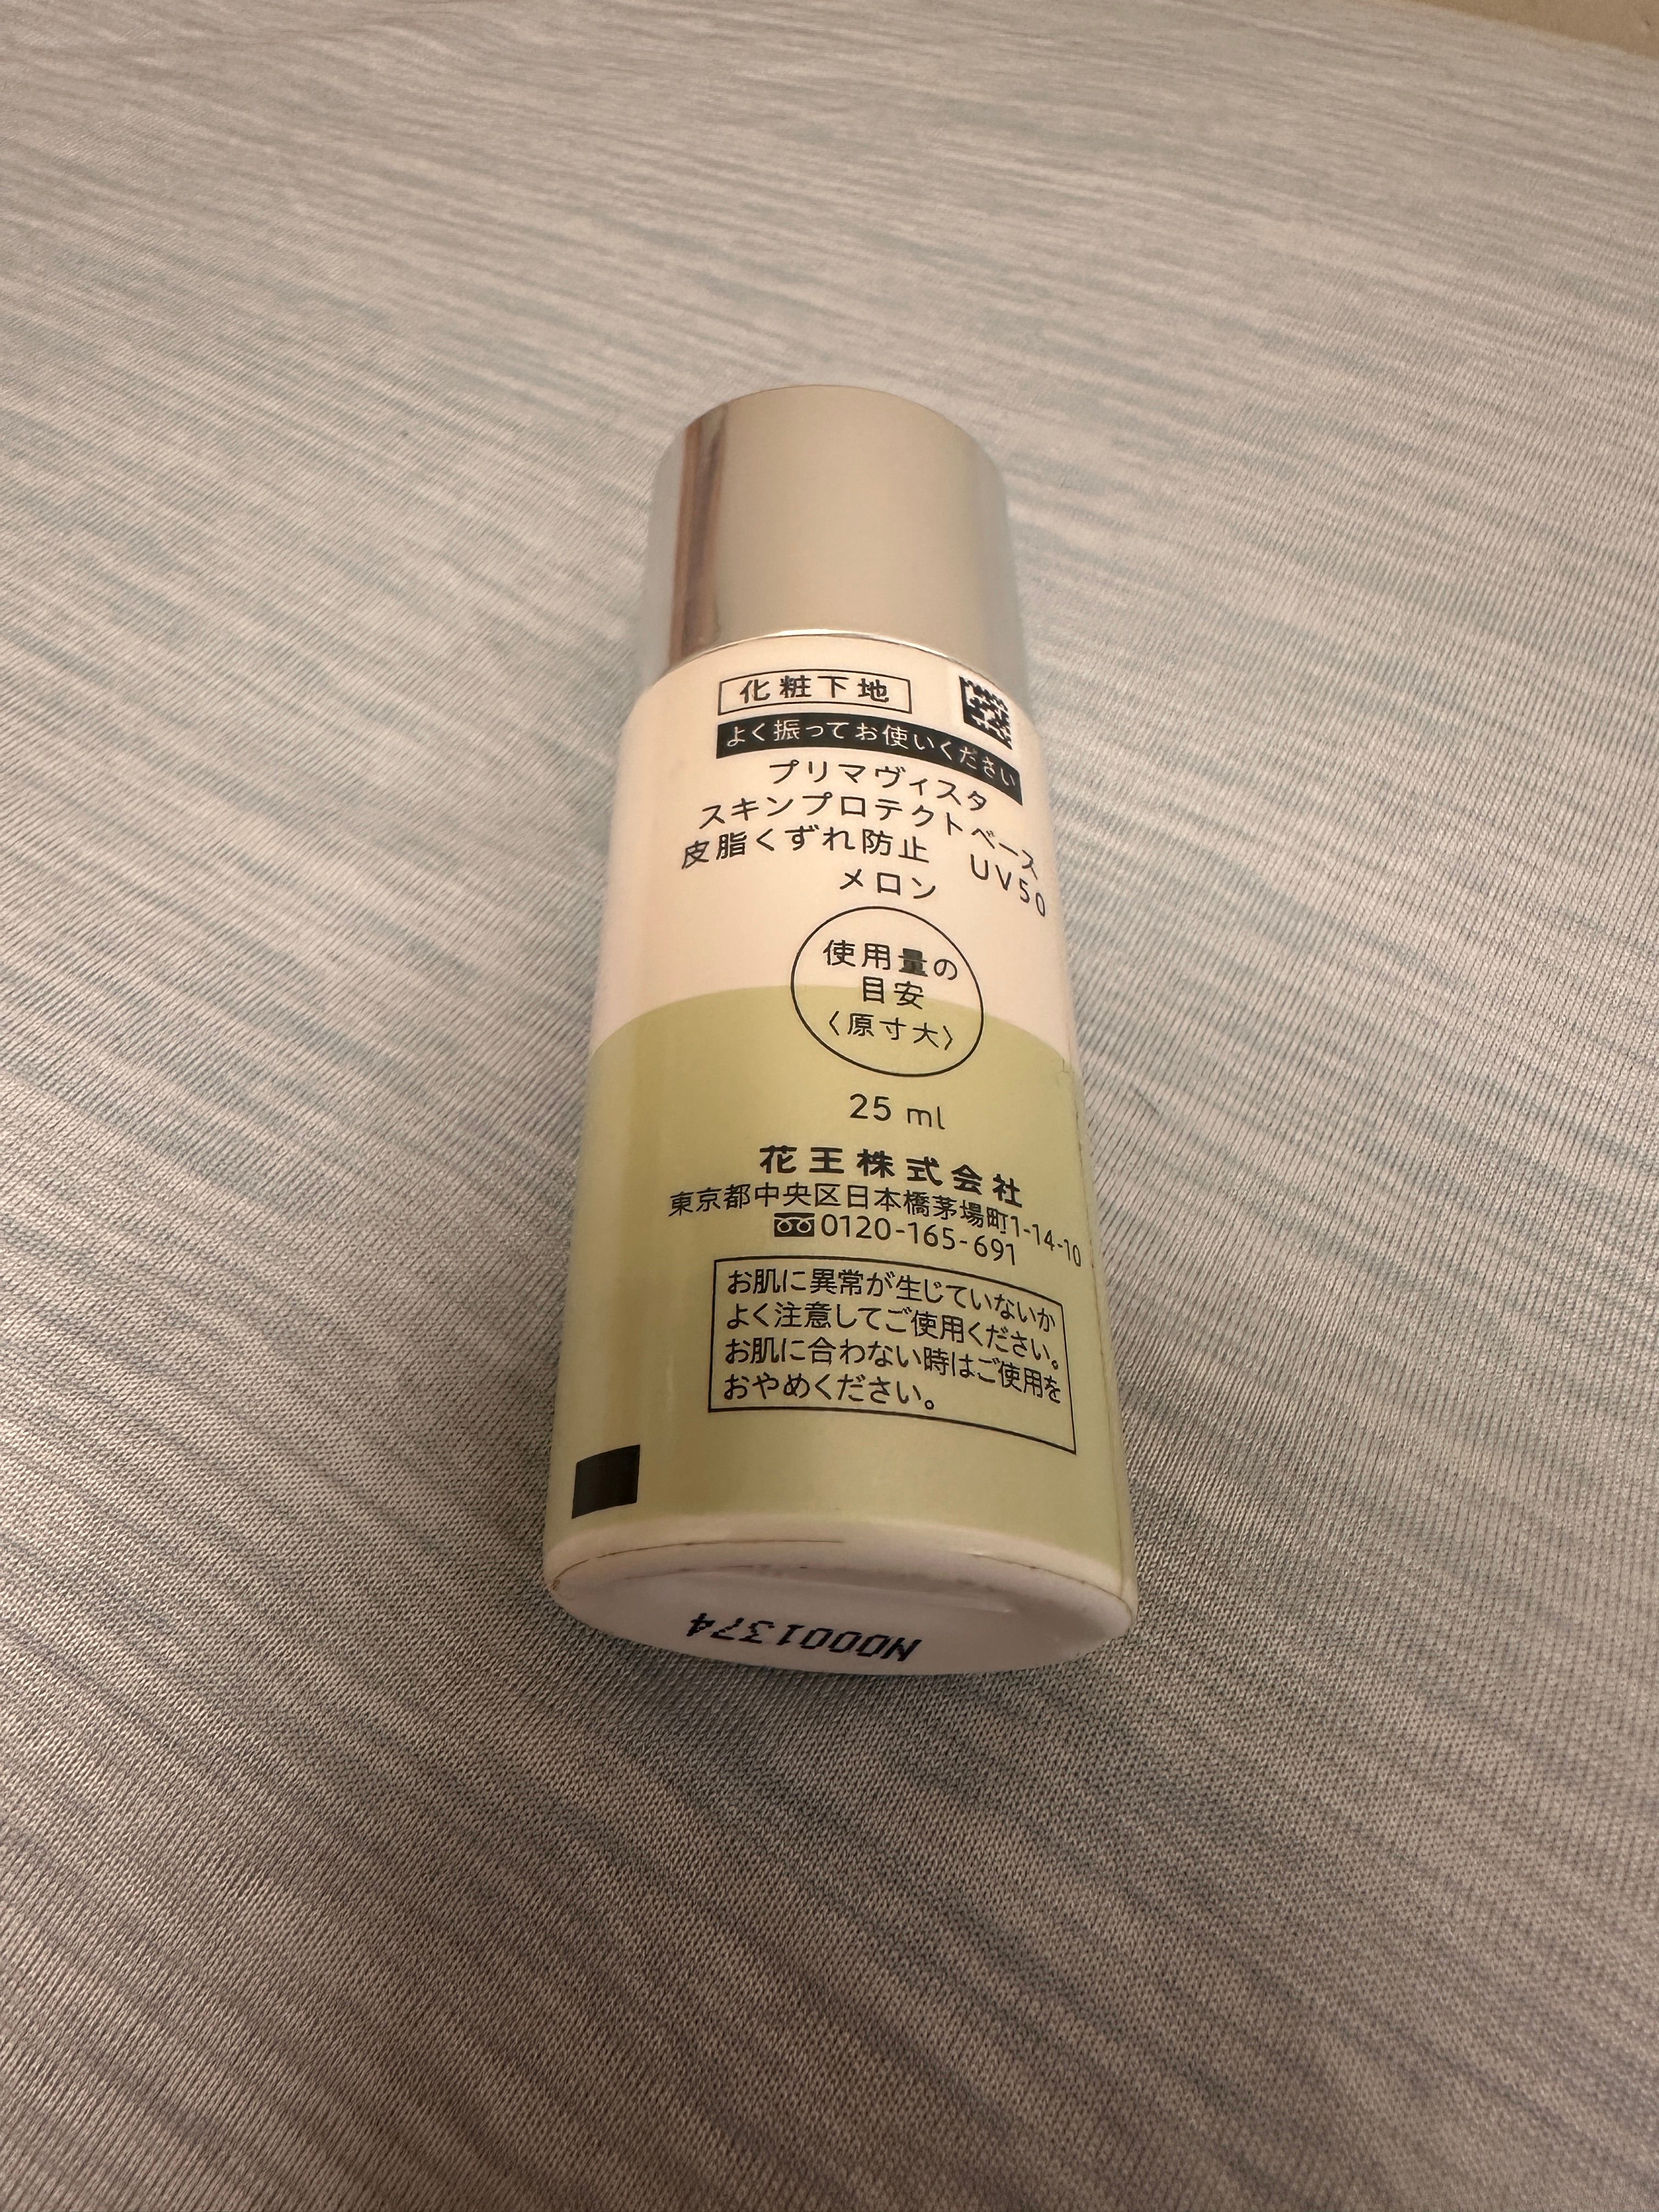 化粧下地
よく振ってお使いください
プリマヴィスタ
スキンプロテクトベース
皮脂くずれ防止 UV50
メロン
使用量の
目安
〈原寸大〉
25 ml
花王株式会社
東京都中央区日本橋茅場町1-14-10
0120-165-691
お肌に異常が生じていないか
よく注意してご使用ください。
お肌に合わない時はご使用を
おやめください。
N0001374